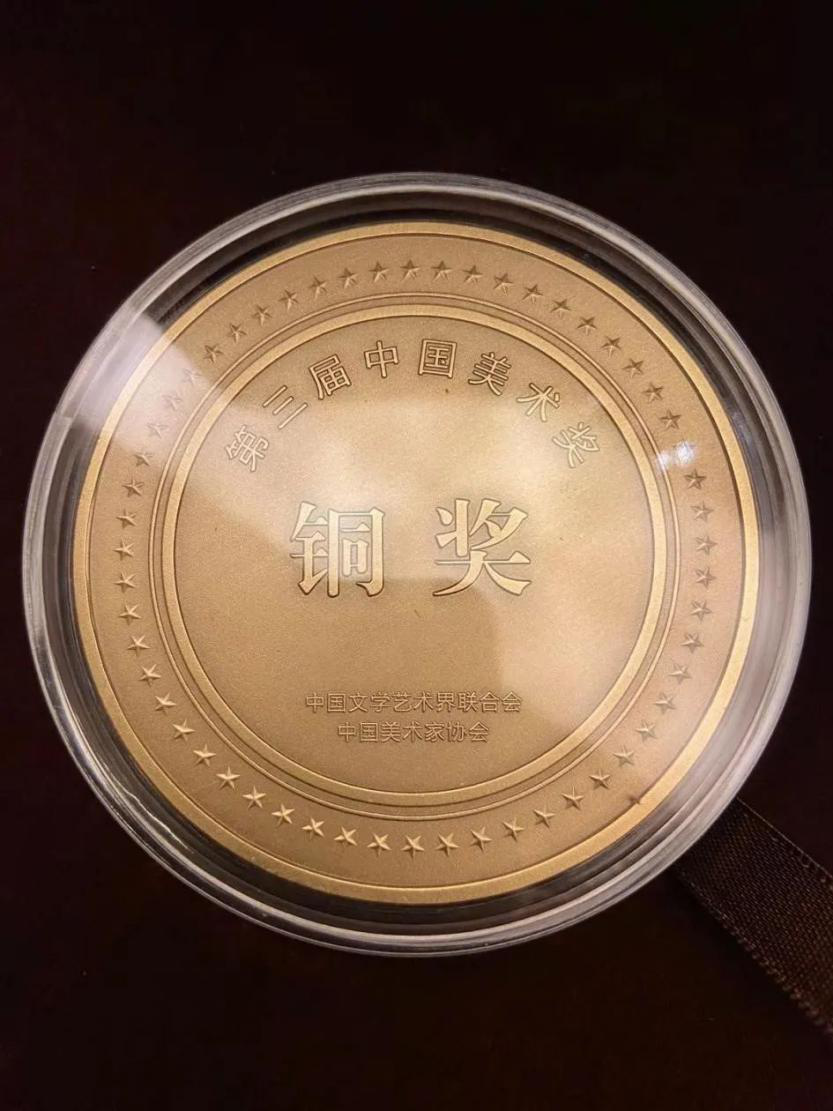 第三届中国美术奖
铜奖
中国文学艺术界联合会
中国美术家协会